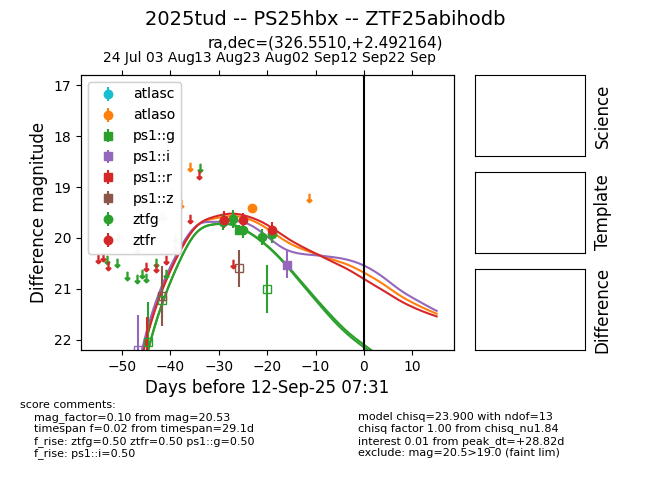 2025tud -- PS25hbx -- ZTF25abihodb
ra,dec=(326.5510,+2.492164)
24 Jul 03 Aug13 Aug23 Aug02 Sep12 Sep22 Sep
17
18
19
20
21
22
Difference magnitude
atlasc
atlaso
ps1::g
ps1::i
ps1::r
ps1::z
ztfg
ztfr
Science
Template
Difference
−50 −40 −30 −20 −10 0 10
Days before 12-Sep-25 07:31
score comments:
mag_factor=0.10 from mag=20.53
timespan f=0.02 from timespan=29.1d
f_rise: ztfg=0.50 ztfr=0.50 ps1::g=0.50
f_rise: ps1::i=0.50
model chisq=23.900 with ndof=13
chisq factor 1.00 from chisq_nu1.84
interest 0.01 from peak_dt=+28.82d
exclude: mag=20.5>19.0 (faint lim)